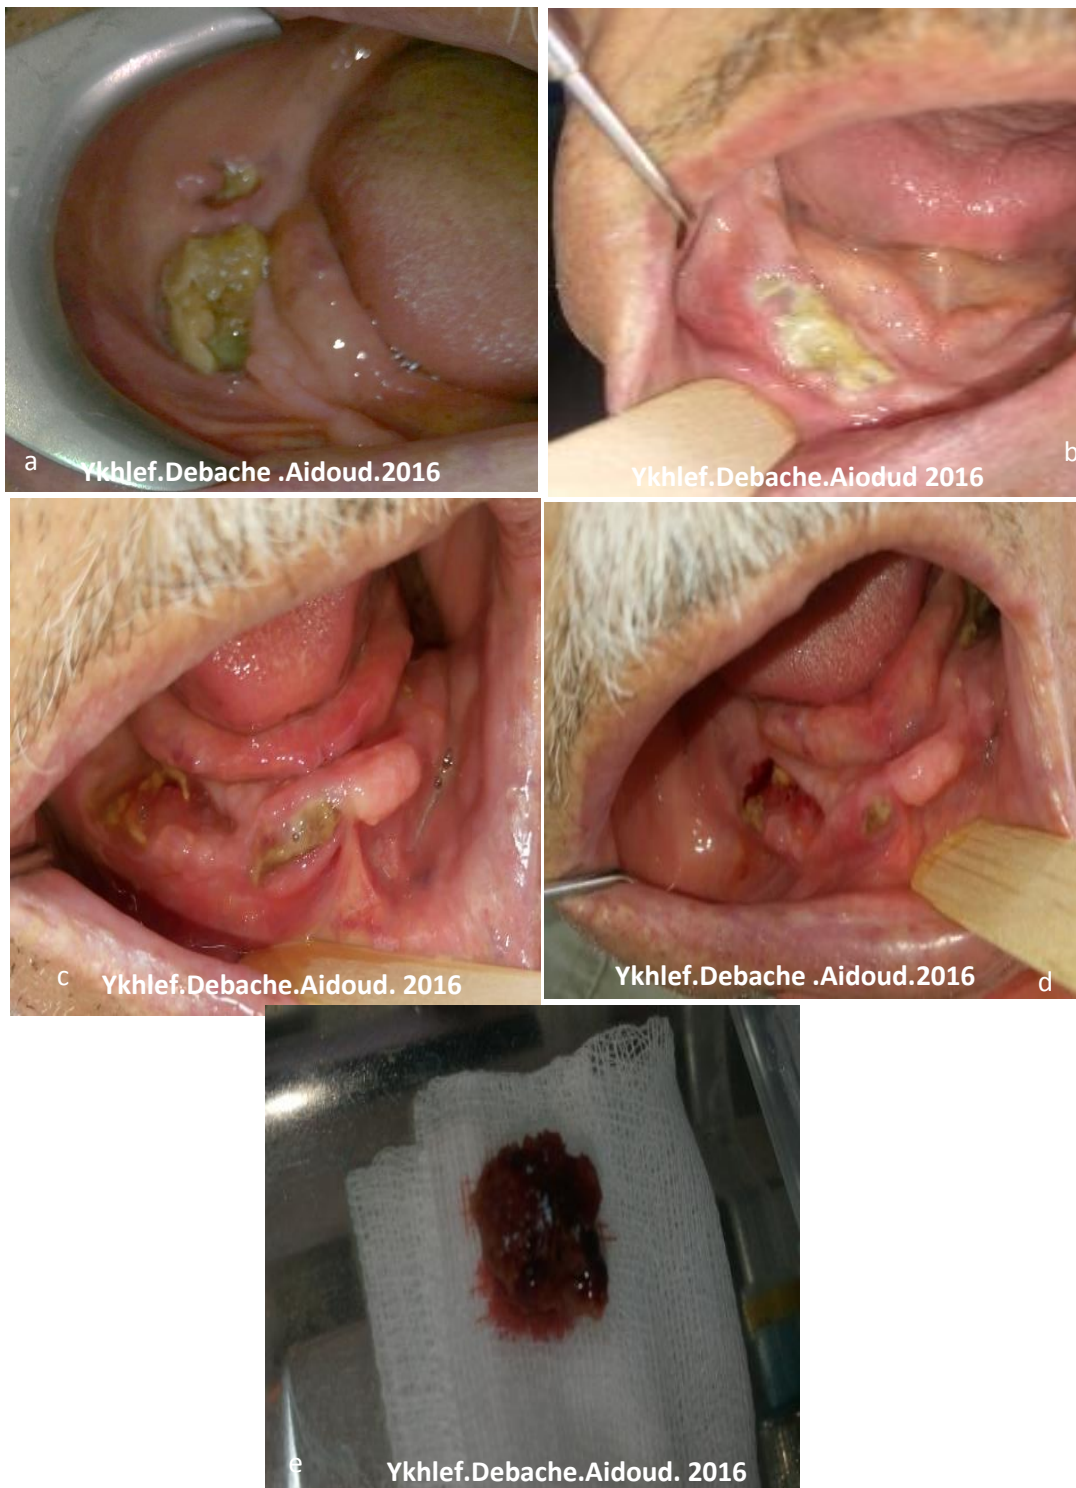 a
Ykhlef.Debache .Aidoud.2016
b
Ykhlef.Debache.Aiodud 2016
c
Ykhlef.Debache.Aidoud. 2016
d
Ykhlef.Debache .Aidoud.2016
e
Ykhlef.Debache.Aidoud. 2016